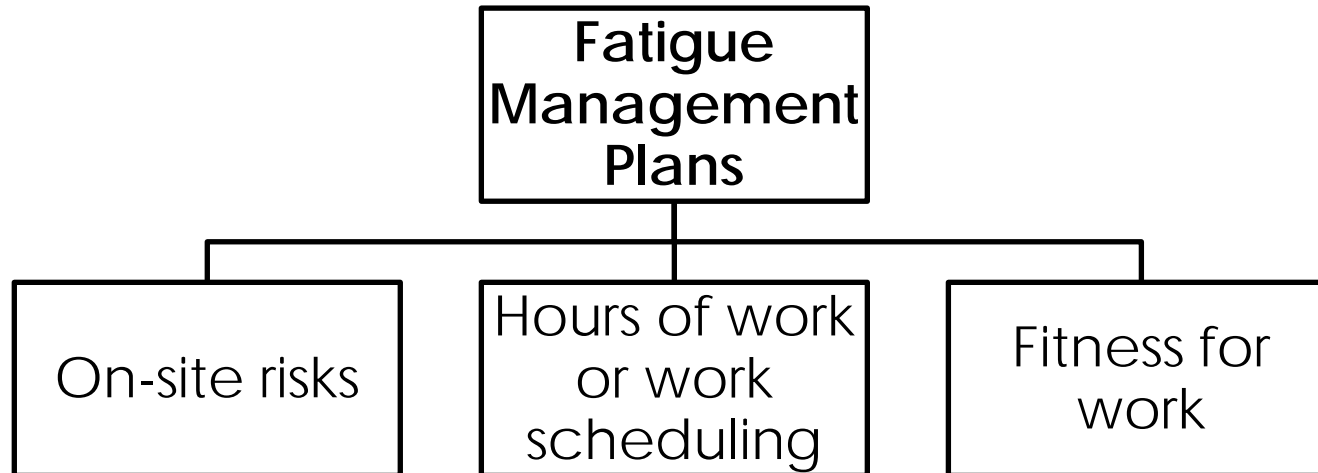 Fatigue
Management
Plans
On-site risks
Hours of work
or work
scheduling
Fitness for
work